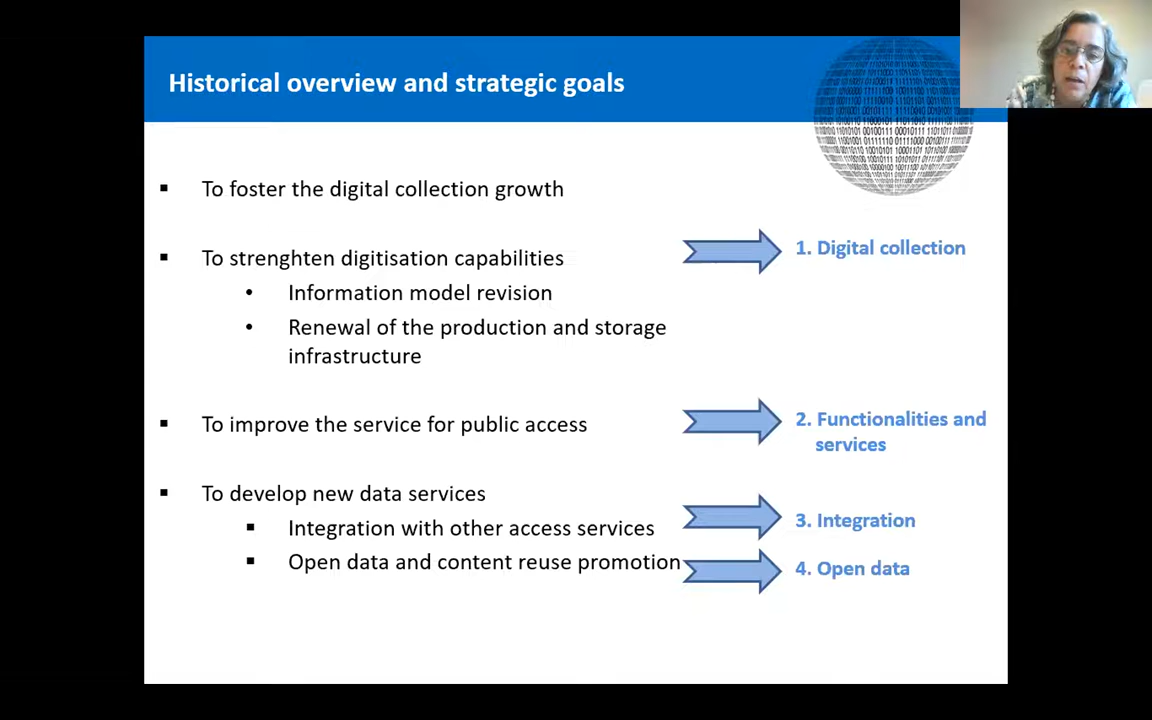 Historical overview and strategic goals
To foster the digital collection growth
To strenghten digitisation capabilities
1. Digital collection
Information model revision
Renewal of the production and storage
infrastructure
To improve the service for public access
2. Functionalities and
services
To develop new data services
Integration with other access services
3. Integration
Open data and content reuse promotion
4. Open data